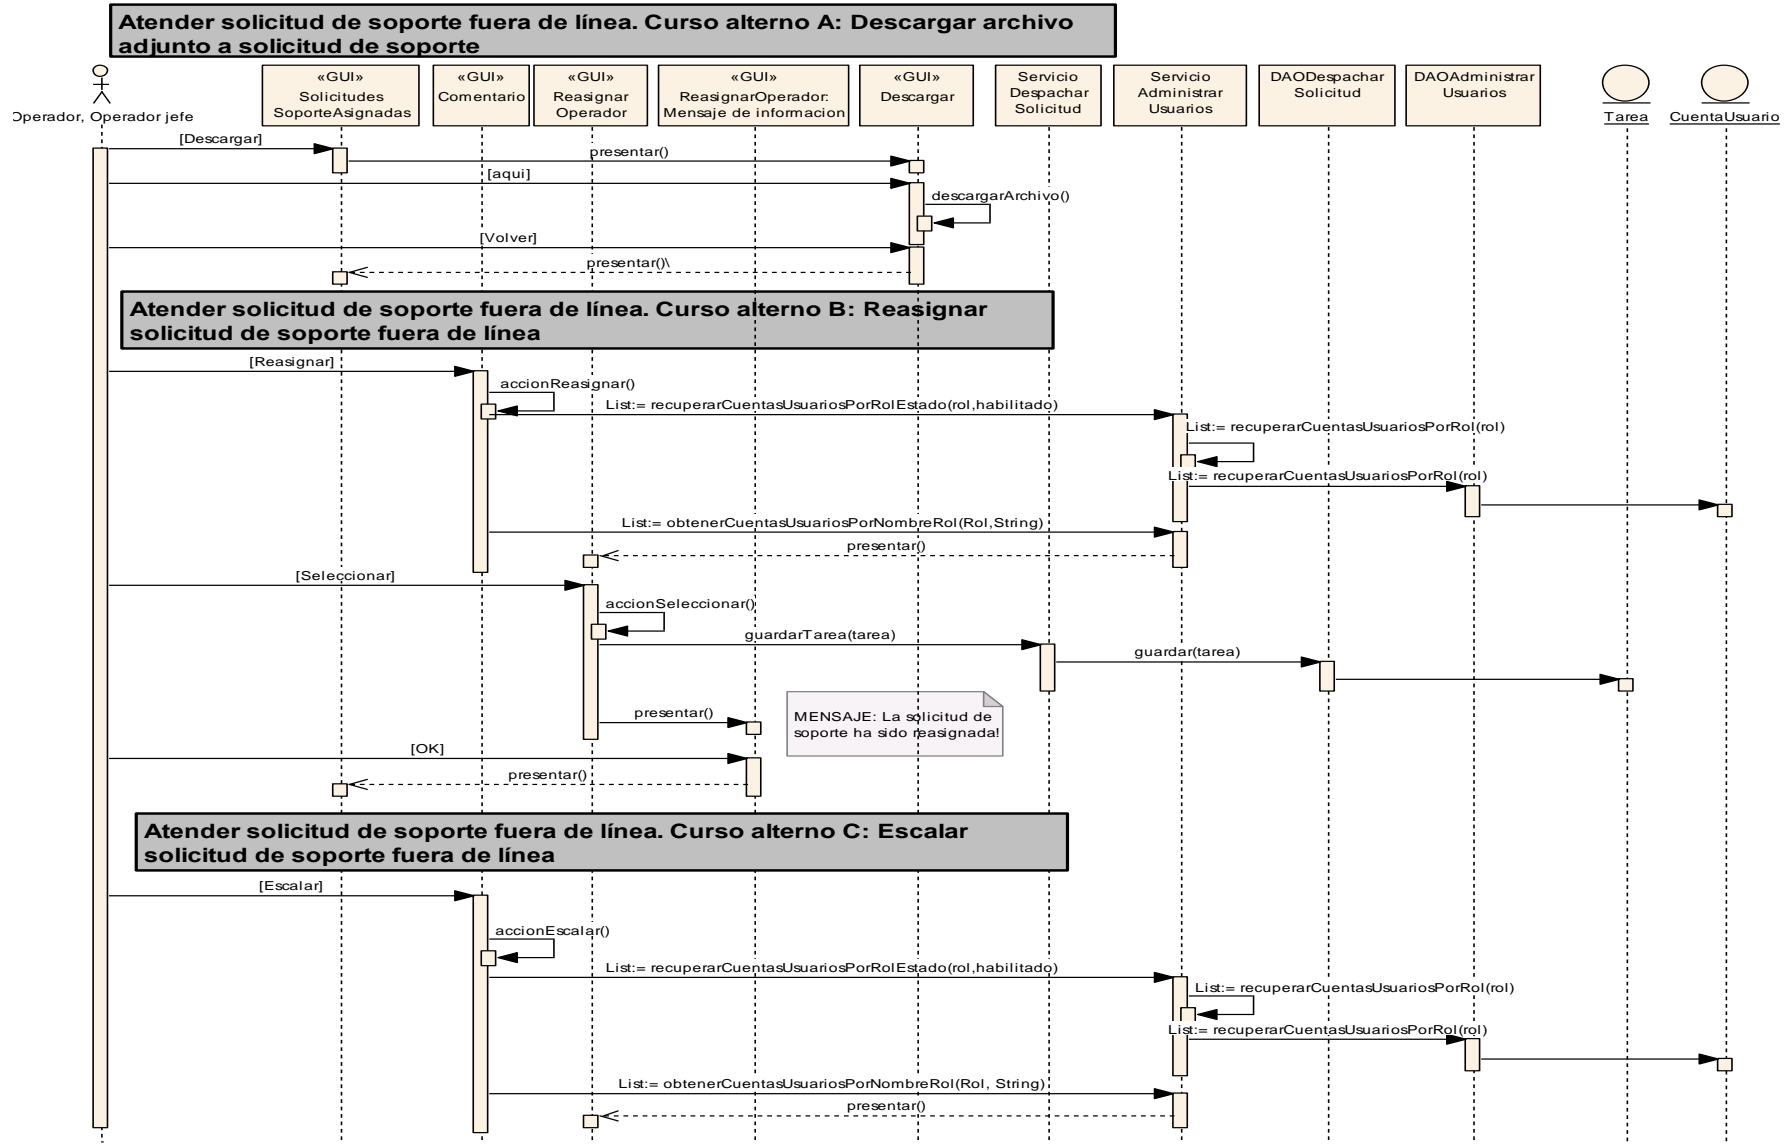 Atender solicitud de soporte fuera de línea. Curso alterno A: Descargar archivo
adjunto a solicitud de soporte
Operador, Operador jefe
«GUI»
Solicitudes
SoporteAsignadas
«GUI»
Comentario
«GUI»
Reasignar
Operador
«GUI»
ReasignarOperador:
Mensaje de informacion
«GUI»
Descargar
Servicio
Despachar
Solicitud
Servicio
Administrar
Usuarios
DAODespachar
Solicitud
DAOAdministrar
Usuarios
Tarea
CuentaUsuario
[Descargar]
presentar()
[aqui]
descargarArchivo()
[Volver]
presentar()\
Atender solicitud de soporte fuera de línea. Curso alterno B: Reasignar
solicitud de soporte fuera de línea
[Reasignar]
accionReasignar()
List:= recuperarCuentasUsuariosPorRolEstado(rol,habilitado)
List:= recuperarCuentasUsuariosPorRol(rol)
List:= recuperarCuentasUsuariosPorRol(rol)
List:= obtenerCuentasUsuariosPorNombreRol(Rol,String)
presentar()
[Seleccionar]
accionSeleccionar()
guardarTarea(tarea)
guardar(tarea)
presentar()
MENSAJE: La solicitud de
soporte ha sido reasignada!
[OK]
presentar()
Atender solicitud de soporte fuera de línea. Curso alterno C: Escalar
solicitud de soporte fuera de línea
[Escalar]
accionEscalar()
List:= recuperarCuentasUsuariosPorRolEstado(rol,habilitado)
List:= recuperarCuentasUsuariosPorRol(rol)
List:= recuperarCuentasUsuariosPorRol(rol)
List:= obtenerCuentasUsuariosPorNombreRol(Rol, String)
presentar()